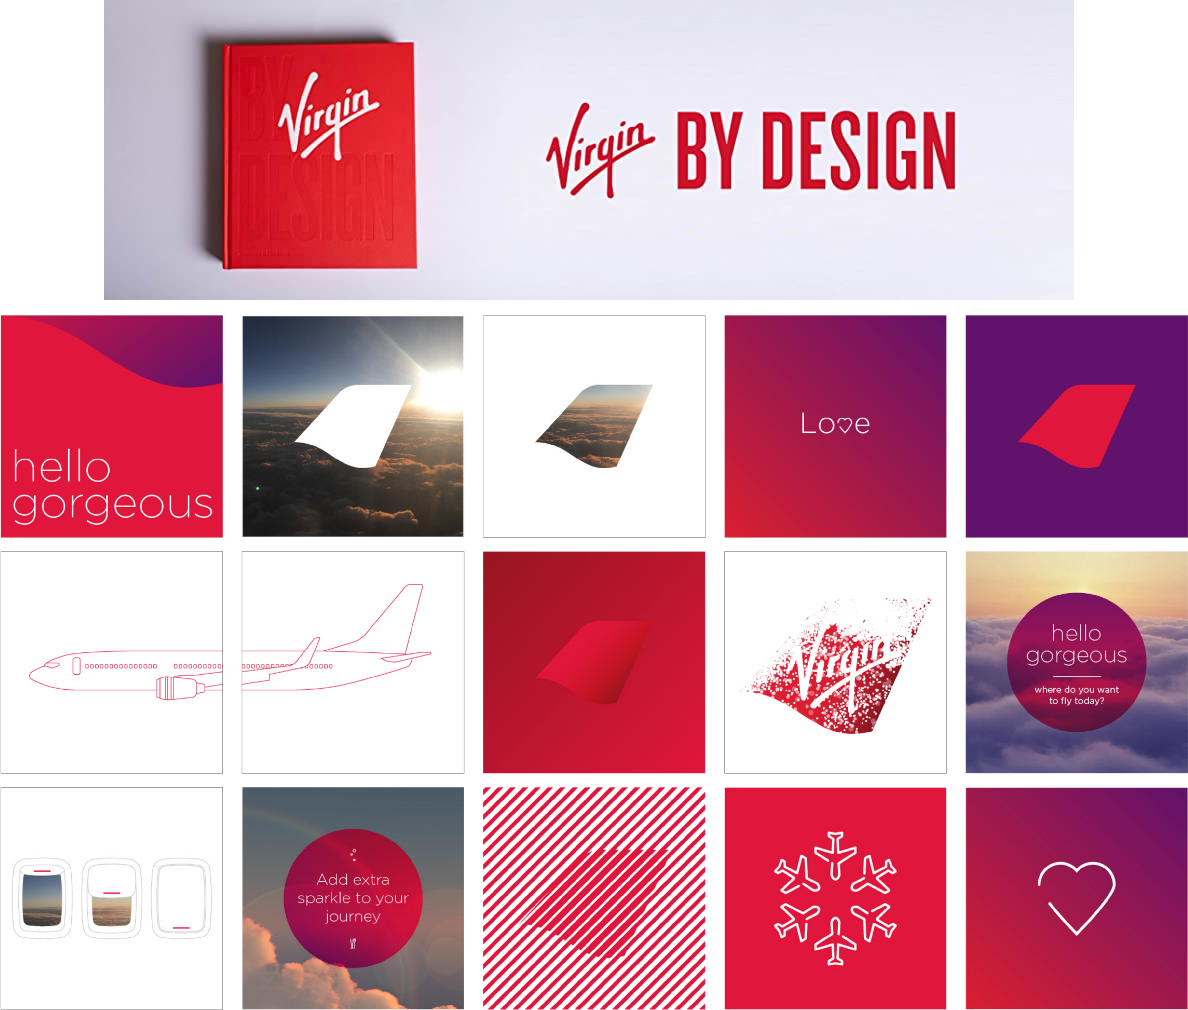 BY
Virgin
DESIGN
Virgin BY DESIGN
hello
gorgeous
Love
Virgin
hello
gorgeous
where do you want
to fly today?
Add extra
sparkle to your
journey